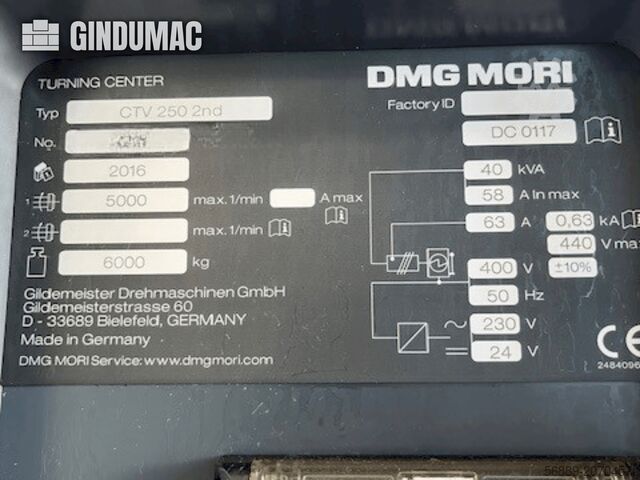 GINDUMAC
TURNING CENTER
DMG MORI
Typ CTV 250 2nd
Factory ID
No.
DC 0117
2016
40 kVA
1 5000 max. 1/min A max
58 A In max
2 max. 1/min
63 A 0,63 kA
440 V max
6000 kg
400 V ±10%
50 Hz
Gildemeister Drehmaschinen GmbH
Gildemeisterstrasse 60
D - 33689 Bielefeld, GERMANY
Made in Germany
DMG MORI Service: www.dmgmori.com
230 V
24 V
CE
2484096